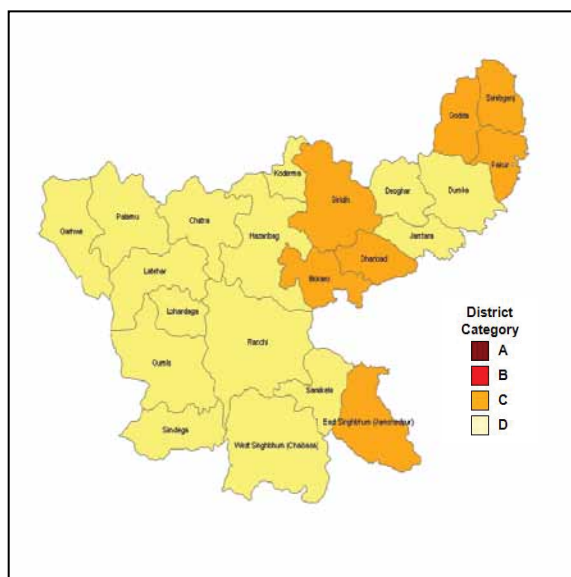 Sahibganj
Godda
Pakur
Koderma
Giridih
Deoghar
Dumka
Garhwa
Palamu
Chatra
Hazaribag
Jamtara
Dhanbad
Latehar
Bokaro
Lohardaga
Ranchi
Gumla
Saraikela
East Singhbhum (Jamshedpur)
Simdega
West Singhbhum (Chaibasa)
District
Category
A
B
C
D